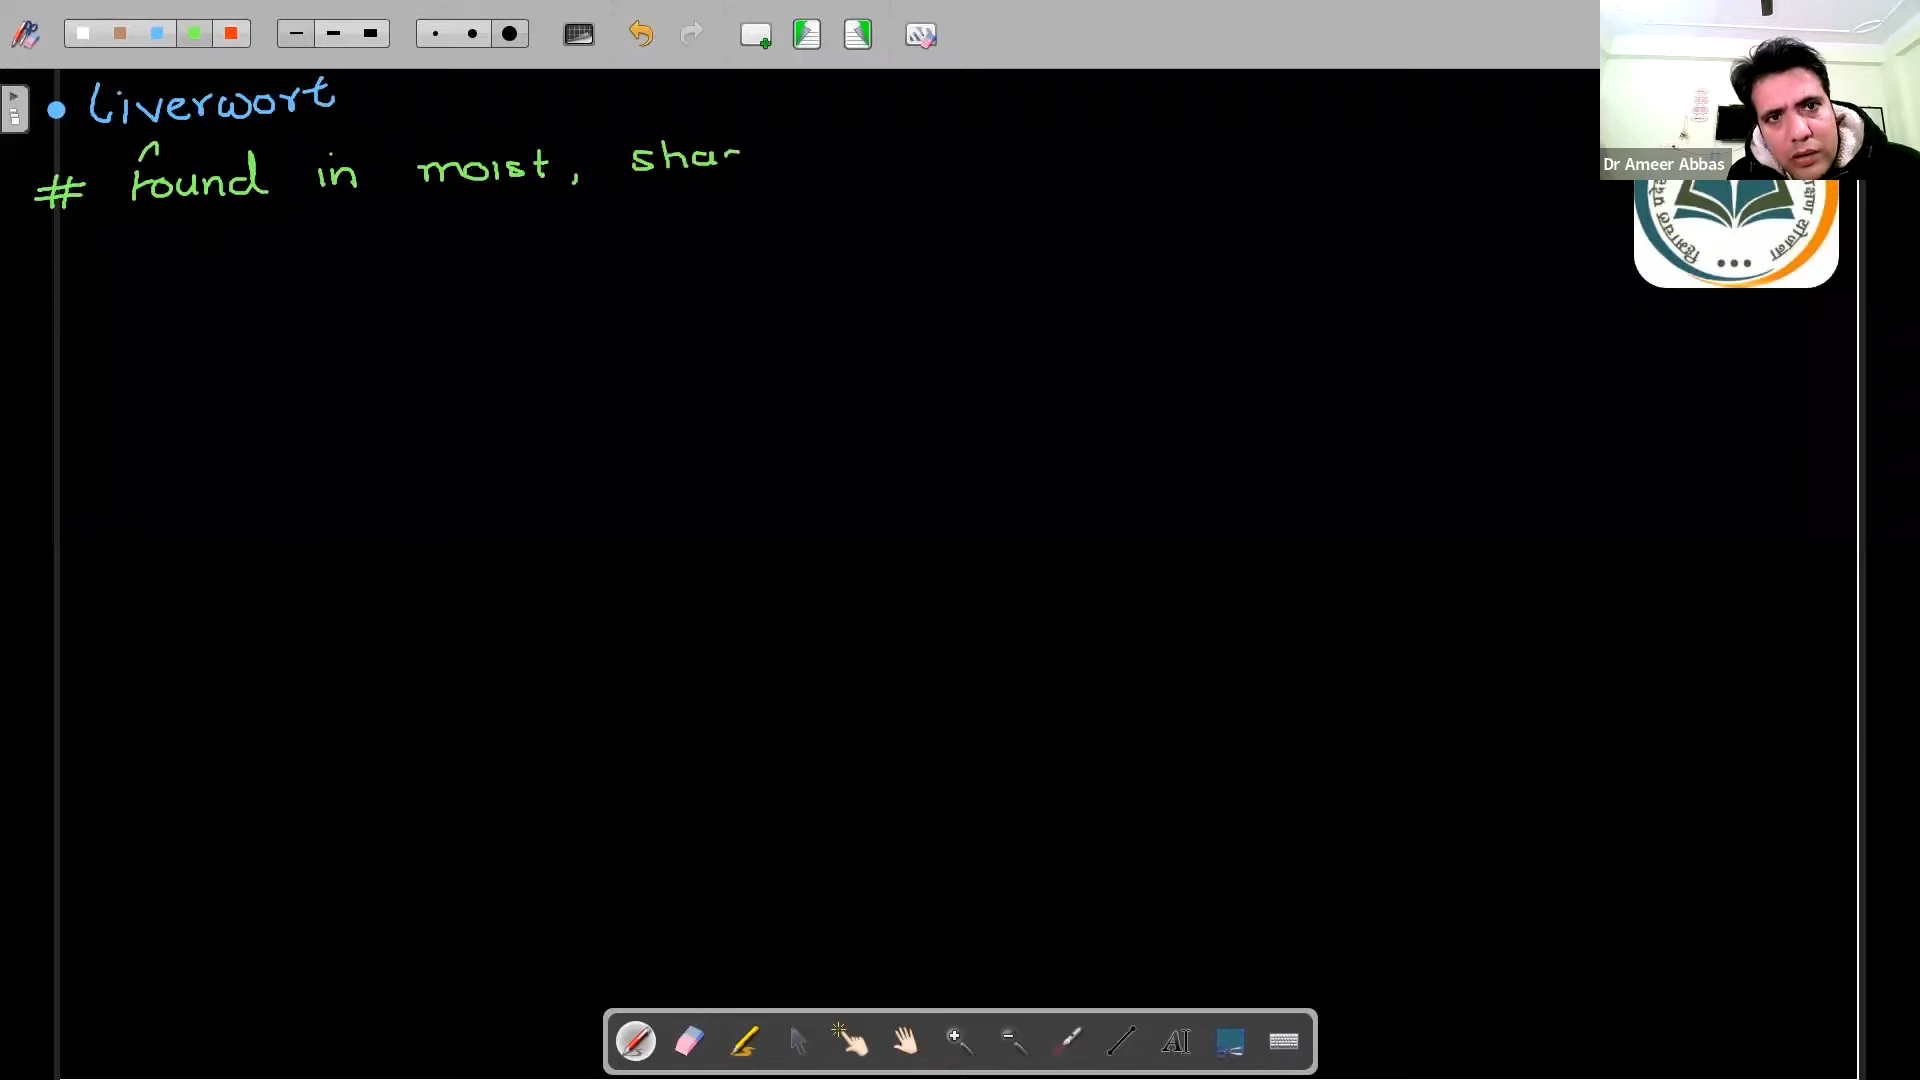 • Liverwort
# found in moist, sha
Dr Ameer Abbas